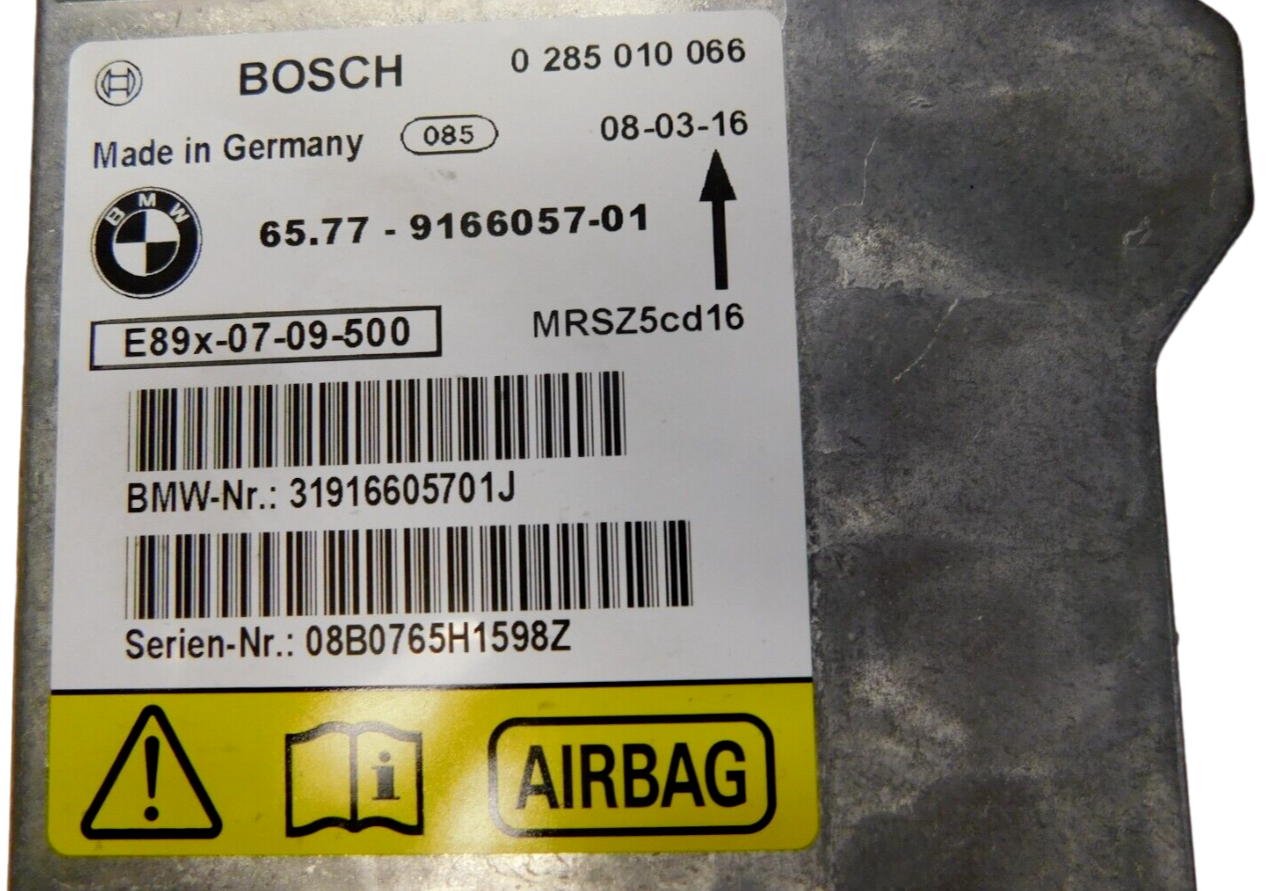 BOSCH 0 285 010 066
Made in Germany 085 08-03-16
BMW 65.77 - 9166057-01
E89x-07-09-500 MRSZ5cd16
BMW-Nr.: 31916605701J
Serien-Nr.: 08B0765H1598Z
i AIRBAG